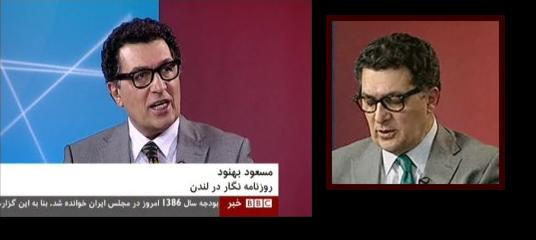 مسعود بهنود
روزنامه نگار در لندن
BBC خبر بودجه سال 1386 امروز در مجلس ایران خوانده شد. بنا به این گزار